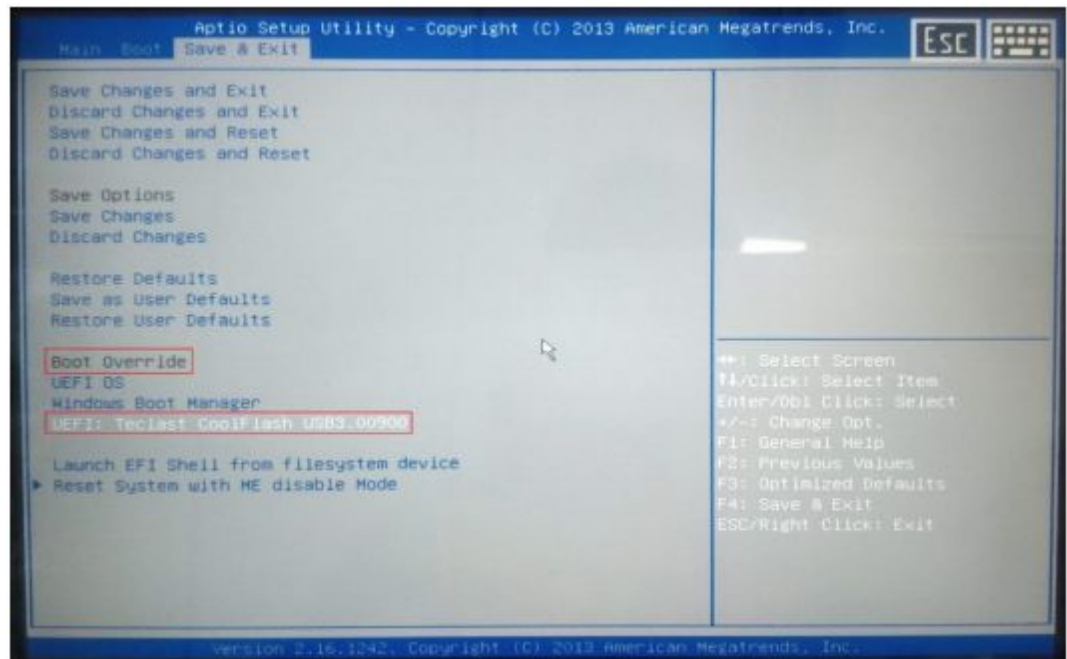 Aptio Setup Utility - Copyright (C) 2013 American Megatrends, Inc.
Esc
Main Boot Save & Exit
Save Changes and Exit
Discard Changes and Exit
Save Changes and Reset
Discard Changes and Reset
Save Options
Save Changes
Discard Changes
Restore Defaults
Save as User Defaults
Restore User Defaults
Boot Override
UEFI OS
Windows Boot Manager
UEFI: Teclast CoolFlash USB3.00900
Launch EFI Shell from filesystem device
Reset System with ME disable Mode
: Select Screen
/Click: Select Item
Enter/Dbl Click: Select
+/-: Change Opt.
F1: General Help
F2: Previous Values
F3: Optimized Defaults
F4: Save & Exit
ESC/Right Click: Exit
Version 2.16.1242. Copyright (C) 2013 American Megatrends, Inc.